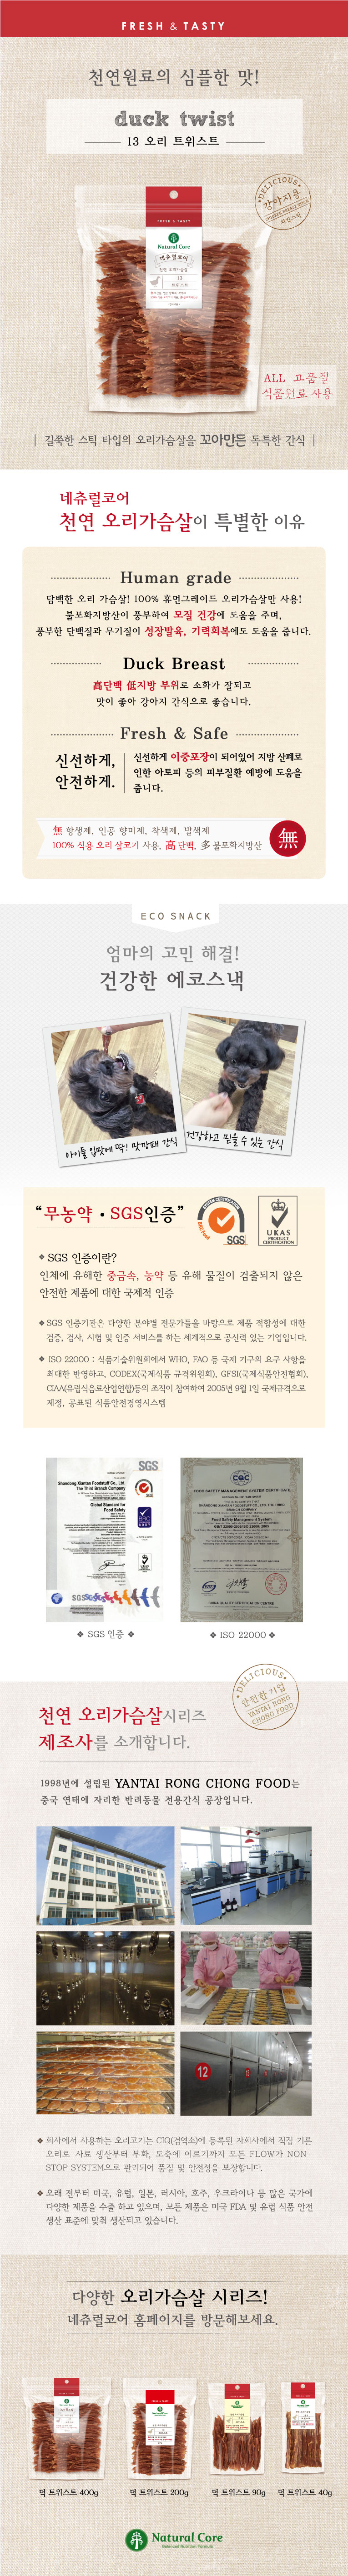 FRESH & TASTY
천연원료의 심플한 맛!
duck twist
13 오리 트위스트
DELICIOUS
강아지용
FRESH & TASTY
Natural Core
네츄럴코어
천연 오리가슴살
13
트위스트
ALL 고품질
식품원료 사용
길쭉한 스틱 타입의 오리가슴살을 꼬아만든 독특한 간식
네츄럴코어
천연 오리가슴살이 특별한 이유
Human grade
담백한 오리 가슴살! 100% 휴먼그레이드 오리가슴살만 사용!
불포화지방산이 풍부하여 모질 건강에 도움을 주며,
풍부한 단백질과 무기질이 성장발육, 기력회복에도 도움을 줍니다.
Duck Breast
高단백 低지방 부위로 소화가 잘되고
맛이 좋아 강아지 간식으로 좋습니다.
Fresh & Safe
신선하게,
안전하게.
신선하게 이중포장이 되어있어 지방 산폐로
인한 아토피 등의 피부질환 예방에 도움을
줍니다.
無 항생제, 인공 향미제, 착색제, 발색제
100% 식용 오리 살코기 사용, 高 단백, 多 불포화지방산
無
ECO SNACK
엄마의 고민 해결!
건강한 에코스낵
아이들 입맛에 딱! 맞춤때 간식
건강하고 믿을 수 있는 간식
“무농약 • SGS인증”
SGS
UKAS
PRODUCT
CERTIFICATION
❖ SGS 인증이란?
인체에 유해한 중금속, 농약 등 유해 물질이 검출되지 않은
안전한 제품에 대한 국제적 인증
❖ SGS 인증기관은 다양한 분야별 전문가들을 바탕으로 제품 적합성에 대한
검증, 검사, 시험 및 인증 서비스를 하는 세계적으로 공신력 있는 기업입니다.
❖ ISO 22000 : 식품기술위원회에서 WHO, FAO 등 국제 기구의 요구 사항을
최대한 반영하고, CODEX(국제식품 규격위원회), GFSI(국제식품안전협회),
CIAA(유럽식음료산업연합)등의 조직이 참여하여 2005년 9월 1일 국제규격으로
제정, 공표된 식품안전경영시스템
SGS
Shandong Xiantan Foodstuff Co., Ltd.
The Third Branch Company
Global Standard for
Food Safety
CQC
FOOD SAFETY MANAGEMENT SYSTEM CERTIFICATE
Food Safety Management System
CHINA QUALITY CERTIFICATION CENTRE
❖ SGS 인증 ❖
❖ ISO 22000 ❖
DELICIOUS
안전한 기업
YANTAI RONG
CHONG FOOD
천연 오리가슴살시리즈
제조사를 소개합니다.
1998년에 설립된 YANTAI RONG CHONG FOOD는
중국 연태에 자리한 반려동물 전용간식 공장입니다.
12
❖ 회사에서 사용하는 오리고기는 CIQ(검역소)에 등록된 자회사에서 직접 기른
오리로 사료 생산부터 부화, 도축에 이르기까지 모든 FLOW가 NON-
STOP SYSTEM으로 관리되어 품질 및 안전성을 보장합니다.
❖ 오래 전부터 미국, 유럽, 일본, 러시아, 호주, 우크라이나 등 많은 국가에
다양한 제품을 수출 하고 있으며, 모든 제품은 미국 FDA 및 유럽 식품 안전
생산 표준에 맞춰 생산되고 있습니다.
다양한 오리가슴살 시리즈!
네츄럴코어 홈페이지를 방문해보세요.
덕 트위스트 400g
덕 트위스트 200g
덕 트위스트 90g
덕 트위스트 40g
Natural Core